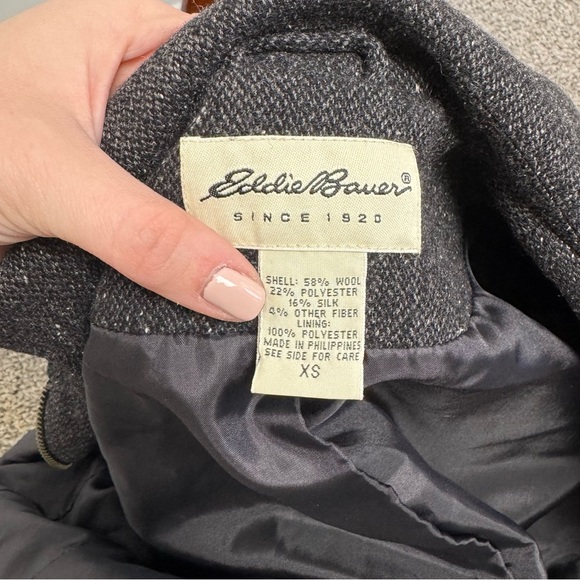 Eddie Bauer®
SINCE 1920
SHELL: 58% WOOL
22% POLYESTER
16% SILK
4% OTHER FIBER
LINING:
100% POLYESTER
MADE IN PHILIPPINES
SEE SIDE FOR CARE
XS